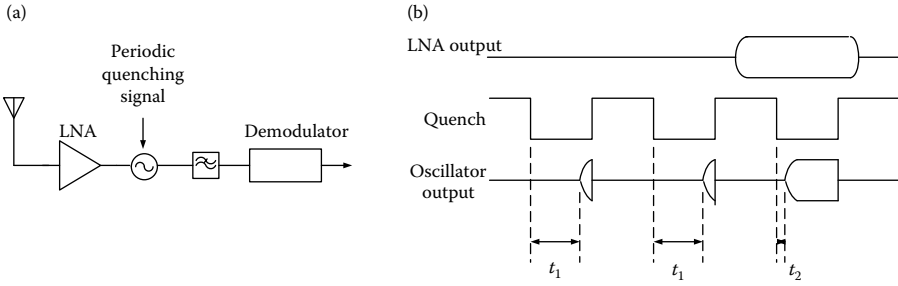 (a)
Periodic
quenching
signal
LNA
Demodulator
(b)
LNA output
Quench
Oscillator
output
t₁
t₁
t₂